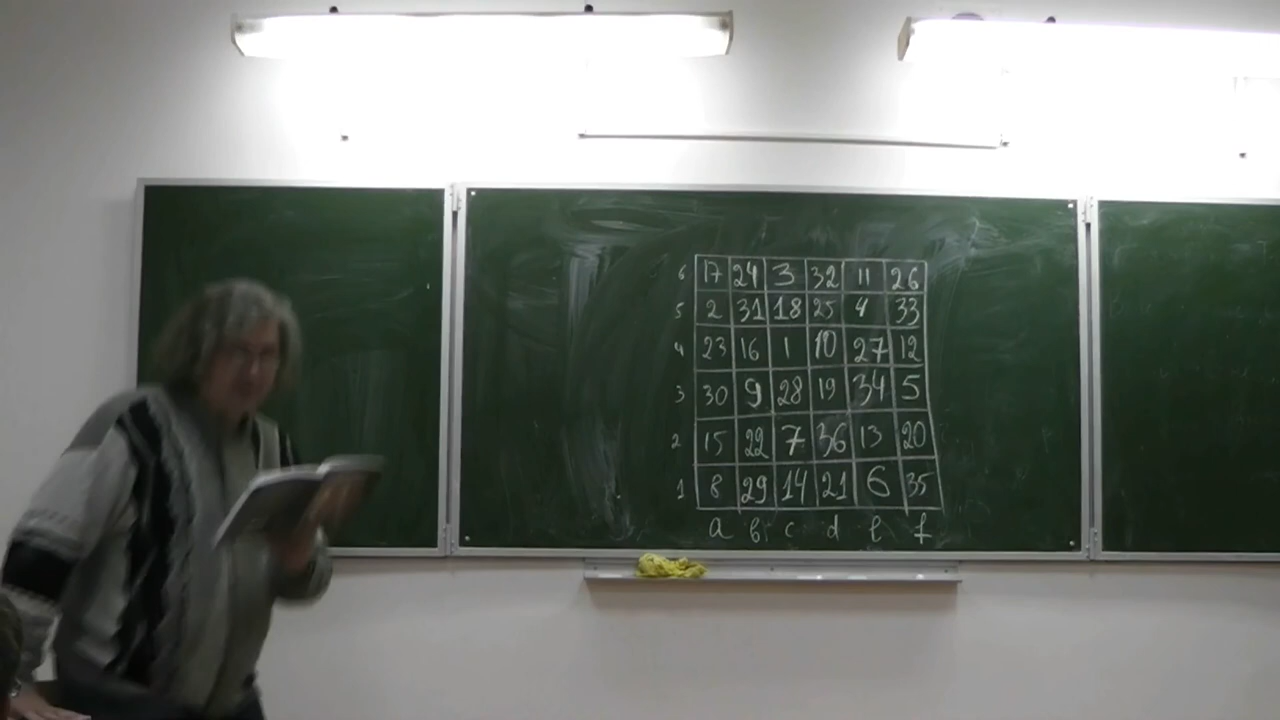 6 17 24 3 32 11 26
5 2 31 18 25 4 33
4 23 16 1 10 27 12
3 30 9 28 19 34 5
2 15 22 7 36 13 20
1 8 29 14 21 6 35
a b c d e f